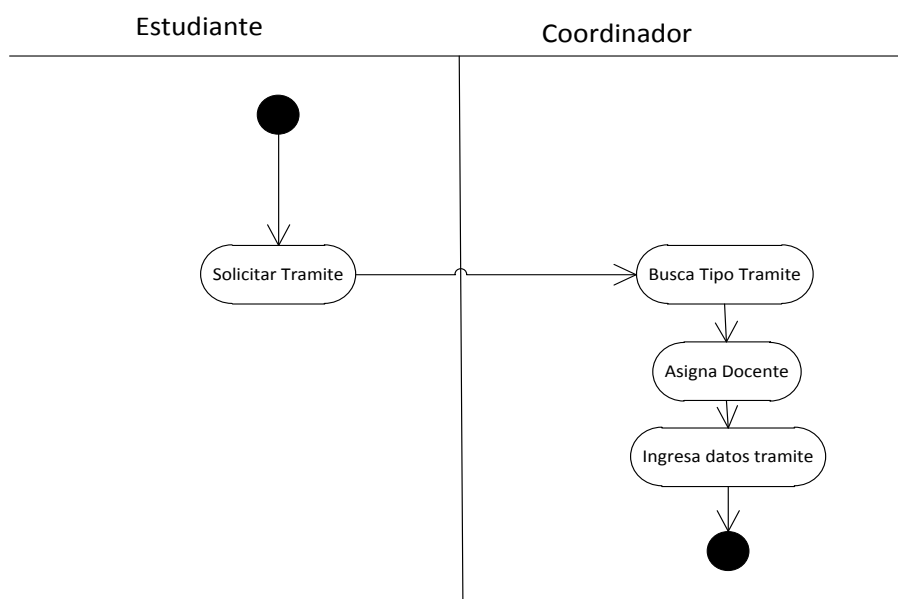 Estudiante
Coordinador
Solicitar Tramite
Busca Tipo Tramite
Asigna Docente
Ingresa datos tramite